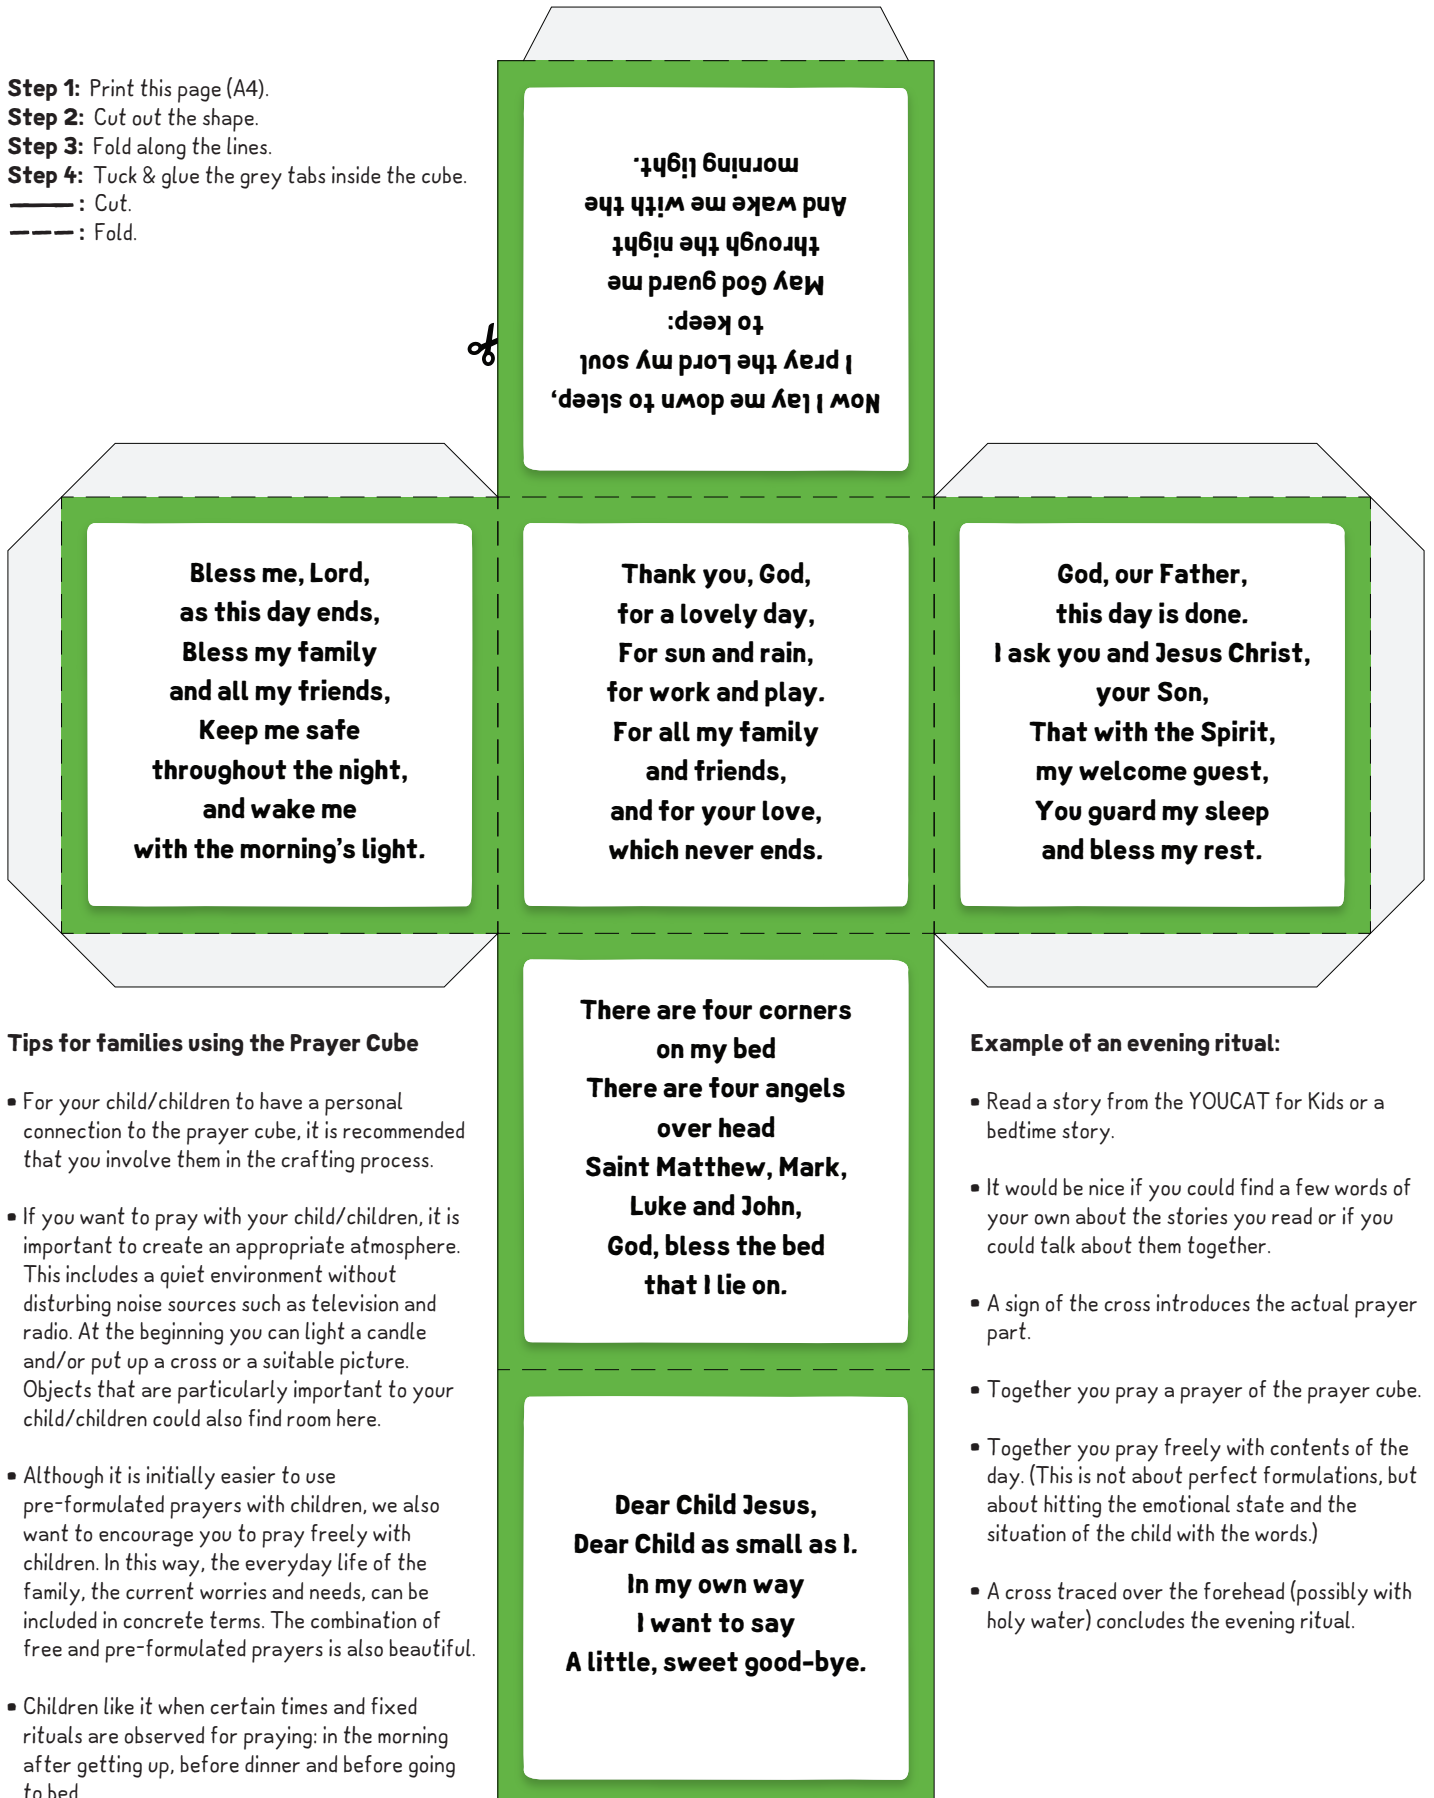 Step 1: Print this page (A4).
Step 2: Cut out the shape.
Step 3: Fold along the lines.
Step 4: Tuck & glue the grey tabs inside the cube.
: Cut.
: Fold.
Now I lay me down to sleep,
I pray the Lord my soul
to keep:
May God guard me
through the night
And wake me with the
morning light.
Bless me, Lord,
as this day ends,
Bless my family
and all my friends,
Keep me safe
throughout the night,
and wake me
with the morning's light.
Thank you, God,
for a lovely day,
For sun and rain,
for work and play.
For all my family
and friends,
and for your love,
which never ends.
God, our Father,
this day is done.
I ask you and Jesus Christ,
your Son,
That with the Spirit,
my welcome guest,
You guard my sleep
and bless my rest.
There are four corners
on my bed
There are four angels
over head
Saint Matthew, Mark,
Luke and John,
God, bless the bed
that I lie on.
Dear Child Jesus,
Dear Child as small as I.
In my own way
I want to say
A little, sweet good-bye.
Tips for families using the Prayer Cube
• For your child/children to have a personal
connection to the prayer cube, it is recommended
that you involve them in the crafting process.
• If you want to pray with your child/children, it is
important to create an appropriate atmosphere.
This includes a quiet environment without
disturbing noise sources such as television and
radio. At the beginning you can light a candle
and/or put up a cross or a suitable picture.
Objects that are particularly important to your
child/children could also find room here.
• Although it is initially easier to use
pre-formulated prayers with children, we also
want to encourage you to pray freely with
children. In this way, the everyday life of the
family, the current worries and needs, can be
included in concrete terms. The combination of
free and pre-formulated prayers is also beautiful.
• Children like it when certain times and fixed
rituals are observed for praying: in the morning
after getting up, before dinner and before going
to bed
Example of an evening ritual:
• Read a story from the YOUCAT for Kids or a
bedtime story.
• It would be nice if you could find a few words of
your own about the stories you read or if you
could talk about them together.
• A sign of the cross introduces the actual prayer
part.
• Together you pray a prayer of the prayer cube.
• Together you pray freely with contents of the
day. (This is not about perfect formulations, but
about hitting the emotional state and the
situation of the child with the words.)
• A cross traced over the forehead (possibly with
holy water) concludes the evening ritual.